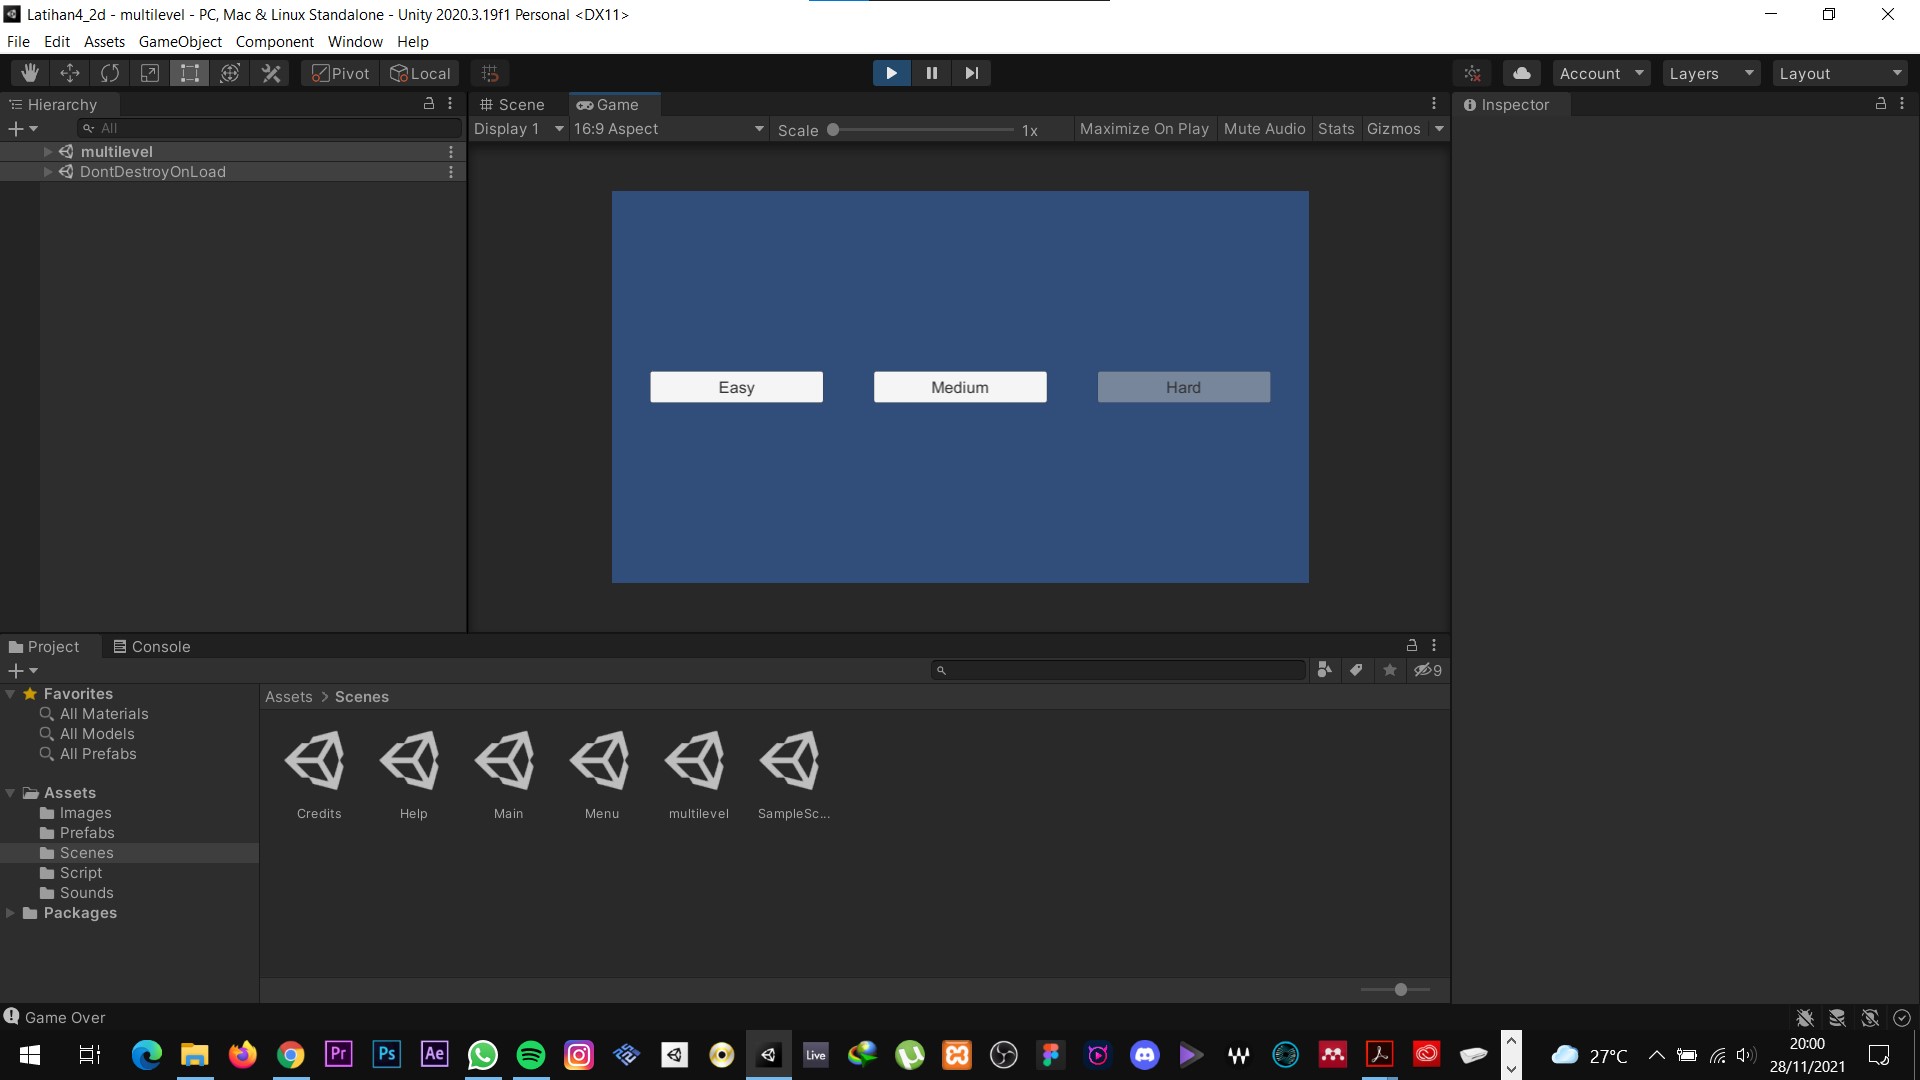 Latihan4_2d - multilevel - PC, Mac & Linux Standalone - Unity 2020.3.19f1 Personal <DX11>
File Edit Assets GameObject Component Window Help
Pivot Local Account Layers Layout
Hierarchy Scene Game Inspector
All Display 1 16:9 Aspect Scale 1x Maximize On Play Mute Audio Stats Gizmos
multilevel
DontDestroyOnLoad
Easy Medium Hard
Project Console
9
Favorites Assets > Scenes
All Materials
All Models
All Prefabs
Assets
Images
Prefabs
Scenes
Script
Sounds
Packages
Credits Help Main Menu multilevel SampleSc...
Game Over
Pr Ps Ae Live 27°C 20:00
28/11/2021